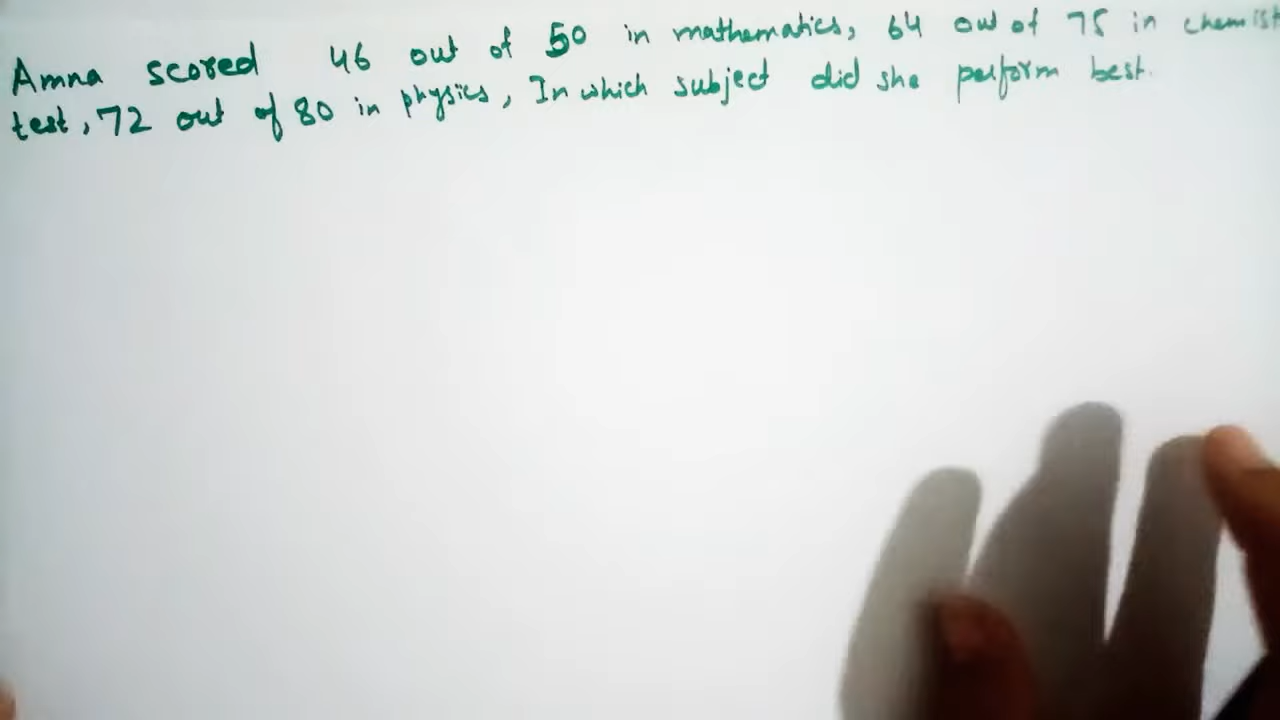 Amna scored 46 out of 50 in mathematics, 64 out of 75 in chemist
test, 72 out of 80 in physics, In which subject did she perform best.